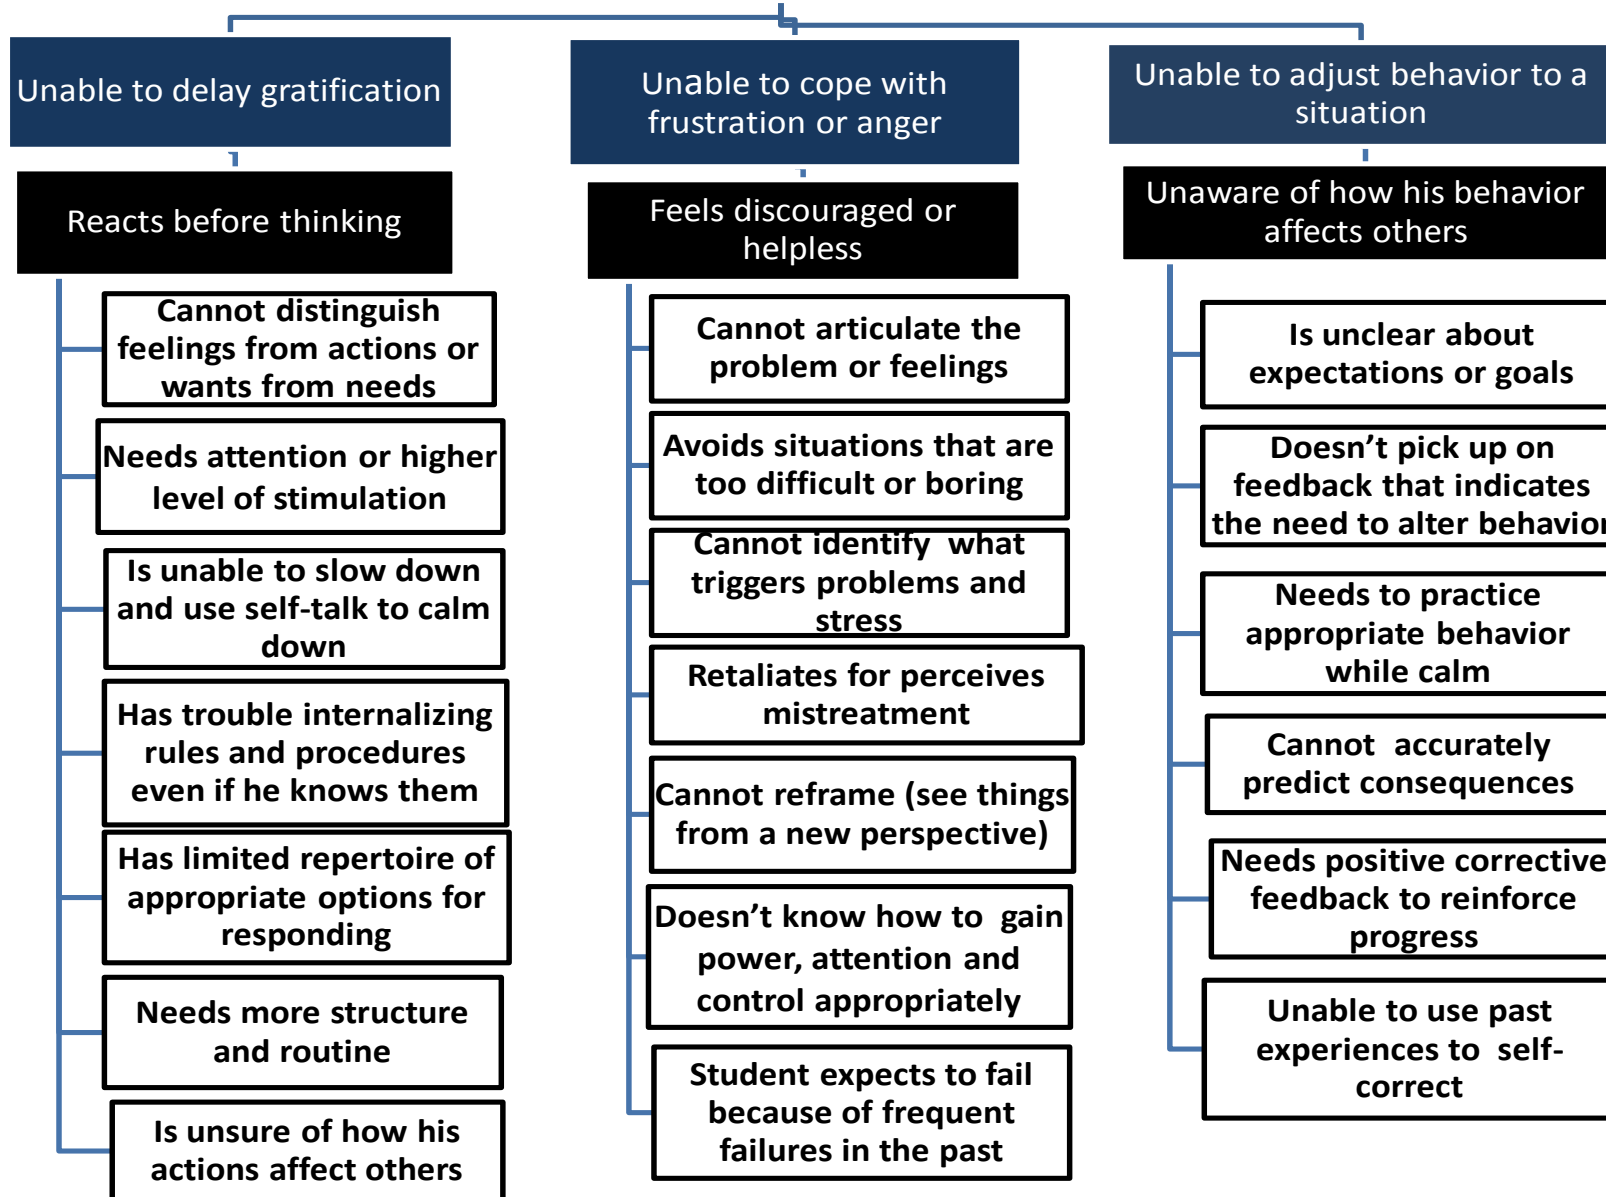 Unable to delay gratification
Reacts before thinking
Cannot distinguish
feelings from actions or
wants from needs
Needs attention or higher
level of stimulation
Is unable to slow down
and use self-talk to calm
down
Has trouble internalizing
rules and procedures
even if he knows them
Has limited repertoire of
appropriate options for
responding
Needs more structure
and routine
Is unsure of how his
actions affect others
Unable to cope with
frustration or anger
Feels discouraged or
helpless
Cannot articulate the
problem or feelings
Avoids situations that are
too difficult or boring
Cannot identify  what
triggers problems and
stress
Retaliates for perceives
mistreatment
Cannot reframe (see things
from a new perspective)
Doesn’t know how to  gain
power, attention and
control appropriately
Student expects to fail
because of frequent
failures in the past
Unable to adjust behavior to a
situation
Unaware of how his behavior
affects others
Is unclear about
expectations or goals
Doesn’t pick up on
feedback that indicates
the need to alter behavior
Needs to practice
appropriate behavior
while calm
Cannot  accurately
predict consequences
Needs positive corrective
feedback to reinforce
progress
Unable to use past
experiences to  self-
correct